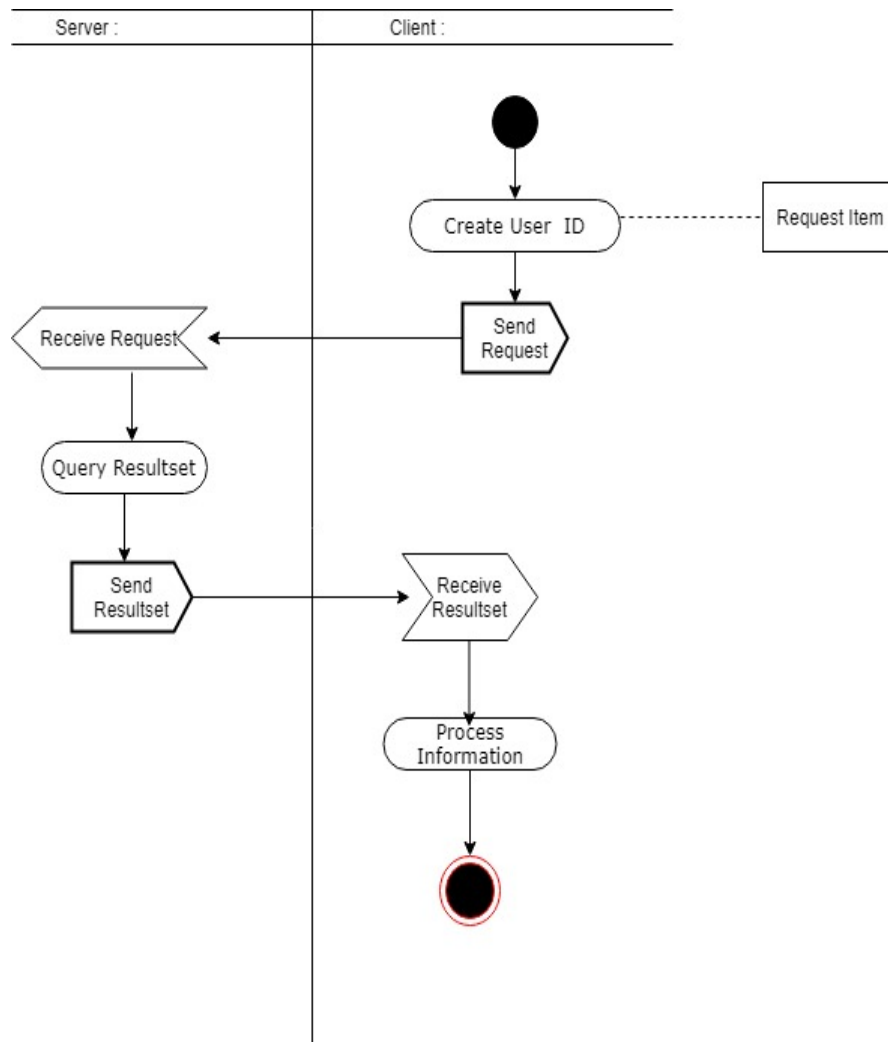 Server :
Client :
Create User ID
Request Item
Send
Request
Receive Request
Query Resultset
Send
Resultset
Receive
Resultset
Process
Information